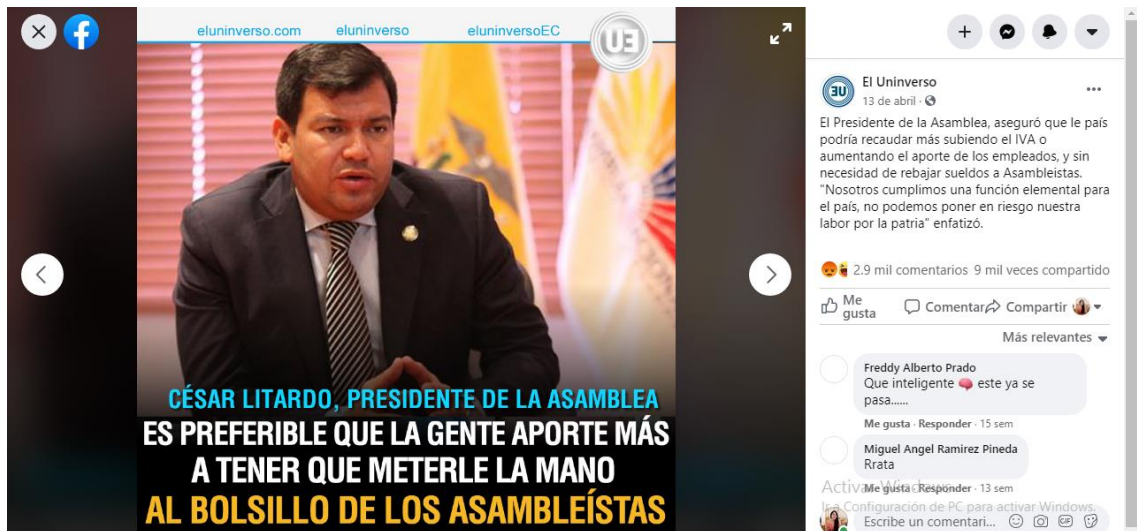 eluninverso.com eluninverso eluninversoEC
UE
CÉSAR LITARDO, PRESIDENTE DE LA ASAMBLEA
ES PREFERIBLE QUE LA GENTE APORTE MÁS
A TENER QUE METERLE LA MANO
AL BOLSILLO DE LOS ASAMBLEÍSTAS
El Uninverso
13 de abril ·
El Presidente de la Asamblea, aseguró que le país
podría recaudar más subiendo el IVA o
aumentando el aporte de los empleados, y sin
necesidad de rebajar sueldos a Asambleistas.
"Nosotros cumplimos una función elemental para
el país, no podemos poner en riesgo nuestra
labor por la patria" enfatizó.
2.9 mil comentarios 9 mil veces compartido
Me gusta Comentar Compartir
Más relevantes
Freddy Alberto Prado
Que inteligente este ya se
pasa......
Me gusta · Responder · 15 sem
Miguel Angel Ramirez Pineda
Rrata
Me gusta · Responder · 13 sem
Configuración de PC para activar Windows.
Escribe un comentari...